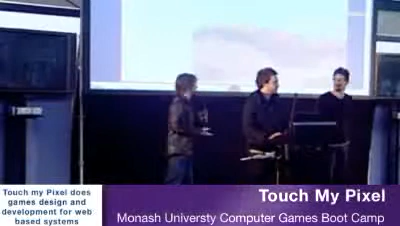 Touch My Pixel
Monash Universty Computer Games Boot Camp
Touch my Pixel does
games design and
development for web
based systems